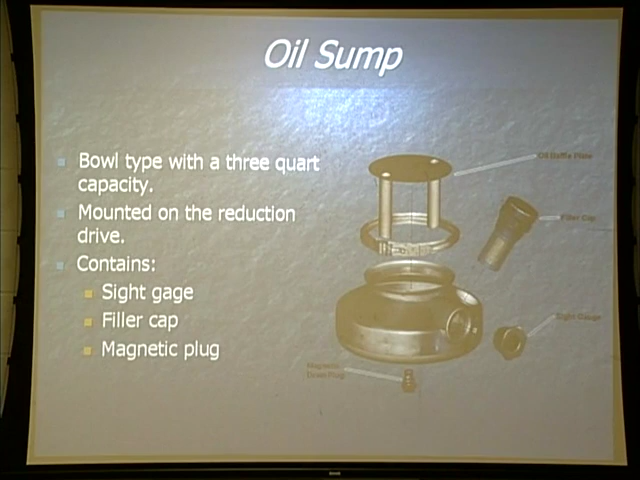 Oil Sump
Bowl type with a three quart
capacity.
Mounted on the reduction
drive.
Contains:
Sight gage
Filler cap
Magnetic plug
Oil Baffle Plate
Filler Cap
Sight Gauge
Magnetic
Drain Plug